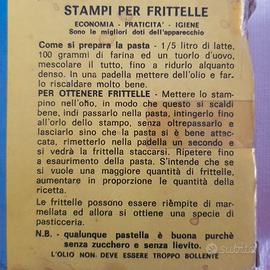 STAMPI PER FRITTELLE
ECONOMIA - PRATICITA' - IGIENE
Sono le migliori doti dell'apparecchio
Come si prepara la pasta - 1/5 litro di latte,
100 grammi di farina ed un tuorlo d'uovo,
mescolare il tutto, fino a ridurlo alquanto
denso. In una padella mettere dell'olio e far-
lo riscaldare molto bene.
PER OTTENERE FRITTELLE - Mettere lo
stampino nell'olio, in modo che questo si scaldi
bene, indi passarlo nella pasta, intingerlo fino
all'orlo dello stampo, senza oltrepassarlo e
lasciarlo sino che la pasta si è bene attac-
cata, rimetterlo nella padella un secondo e
si vedrà la frittella staccarsi. Ripetere fino a
esaurimento della pasta. S'intende che se
si vuole una maggiore quantità di frittelle,
aumentare in proporzione le quantità della
ricetta.
Le frittelle possono essere riempite di mar-
mellata ed allora si ottiene una specie di
pasticceria.
N.B. - qualunque pastella è buona purchè
senza zucchero e senza lievito.
L'OLIO NON DEVE ESSERE TROPPO BOLLENTE
subito